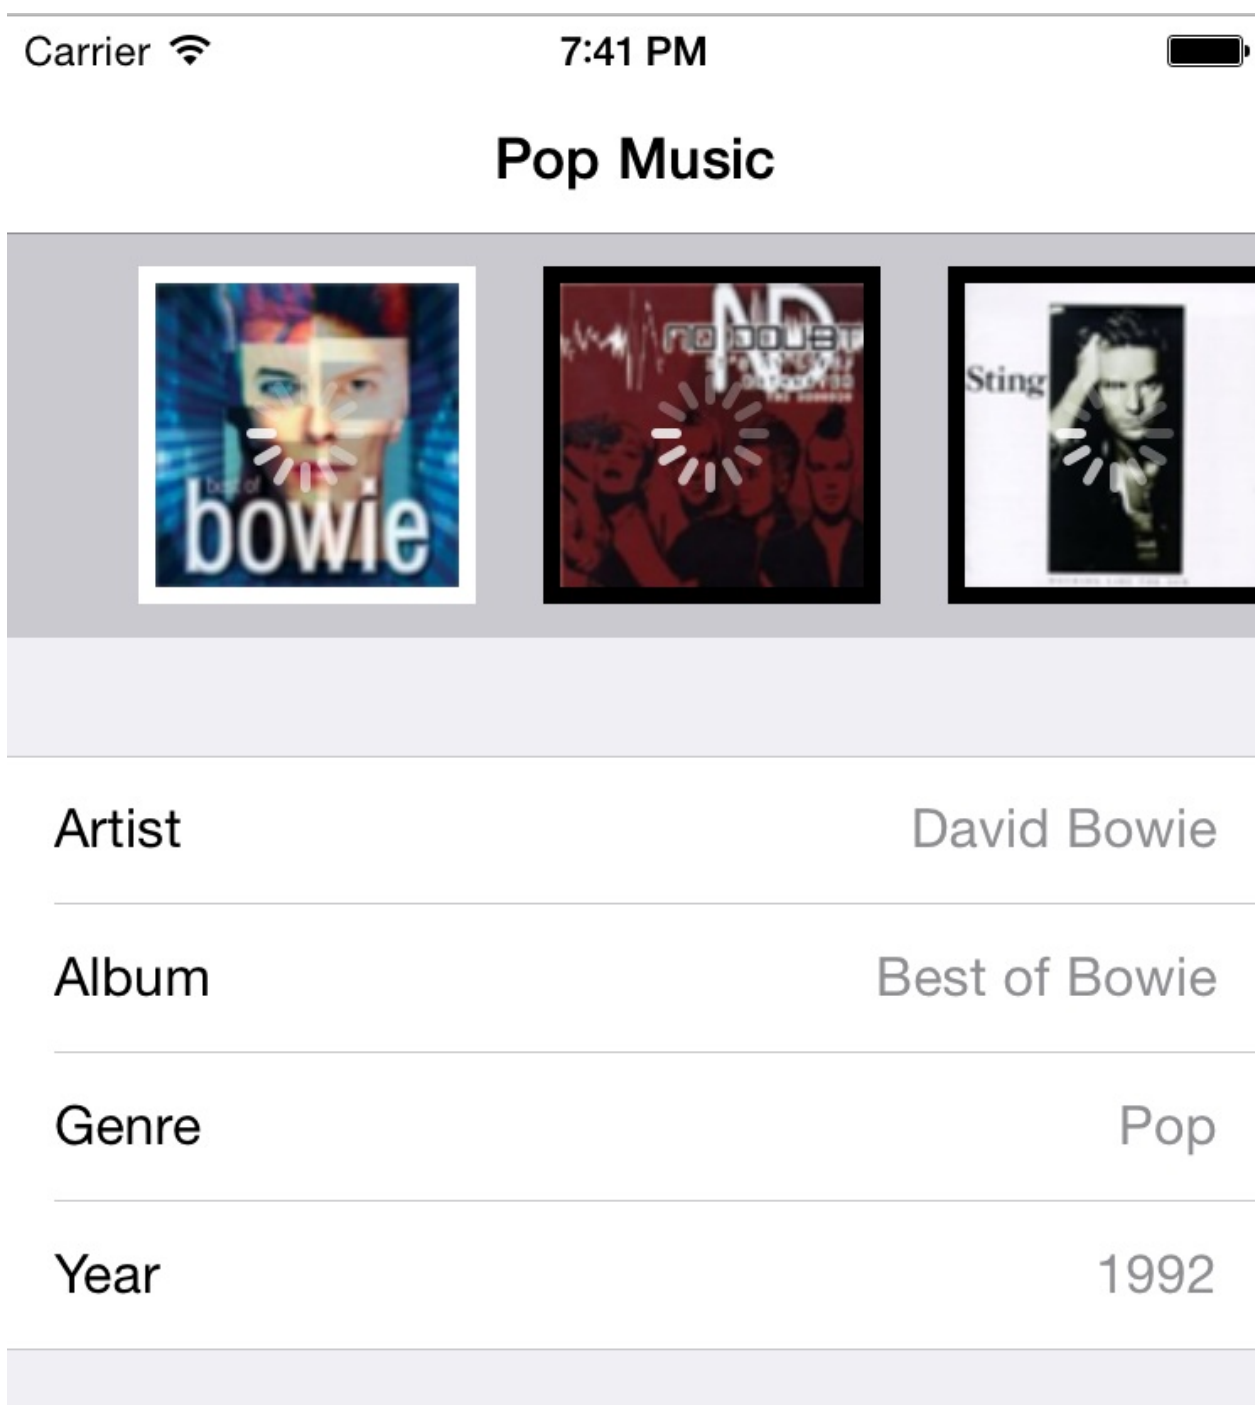 Carrier 7:41 PM
Pop Music
best of
bowie
NO DOUBT
Sting
Artist David Bowie
Album Best of Bowie
Genre Pop
Year 1992